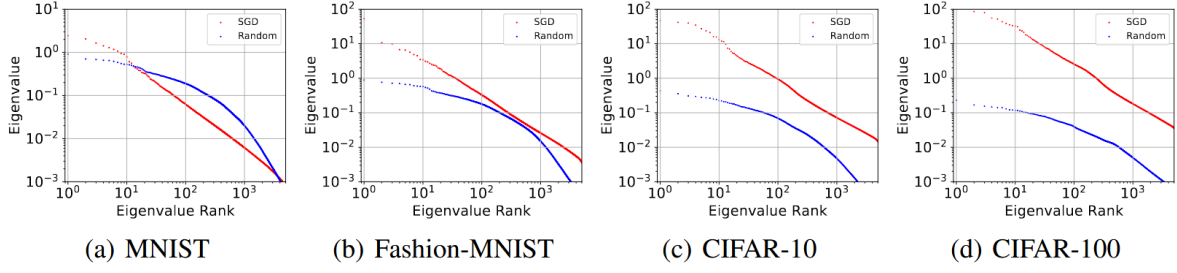 10^1
10^0
10^-1
10^-2
10^-3
Eigenvalue
10^0 10^1 10^2 10^3
Eigenvalue Rank
SGD
Random
(a) MNIST
10^2
10^1
10^0
10^-1
10^-2
10^-3
Eigenvalue
10^0 10^1 10^2 10^3
Eigenvalue Rank
SGD
Random
(b) Fashion-MNIST
10^2
10^1
10^0
10^-1
10^-2
10^-3
Eigenvalue
10^0 10^1 10^2 10^3
Eigenvalue Rank
SGD
Random
(c) CIFAR-10
10^2
10^1
10^0
10^-1
10^-2
10^-3
Eigenvalue
10^0 10^1 10^2 10^3
Eigenvalue Rank
SGD
Random
(d) CIFAR-100